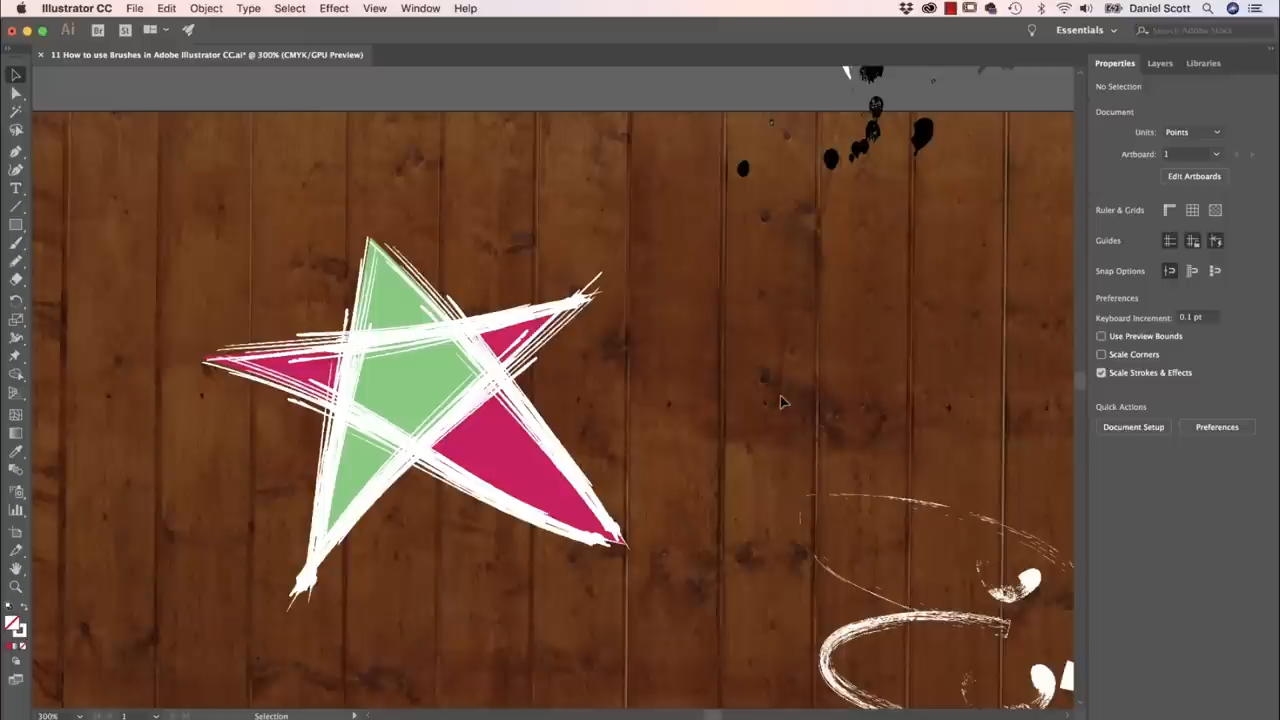 Illustrator CC File Edit Object Type Select Effect View Window Help Daniel Scott
Ai Br St Essentials Search Adobe Stock
× 11 How to use Brushes in Adobe Illustrator CC.ai* @ 300% (CMYK/GPU Preview)
Properties Layers Libraries
No Selection
Document
Units: Points
Artboard: 1
Edit Artboards
Ruler & Grids
Guides
Snap Options
Preferences
Keyboard Increment: 0.1 pt
Use Preview Bounds
Scale Corners
Scale Strokes & Effects
Quick Actions
Document Setup Preferences
300% 1 Selection